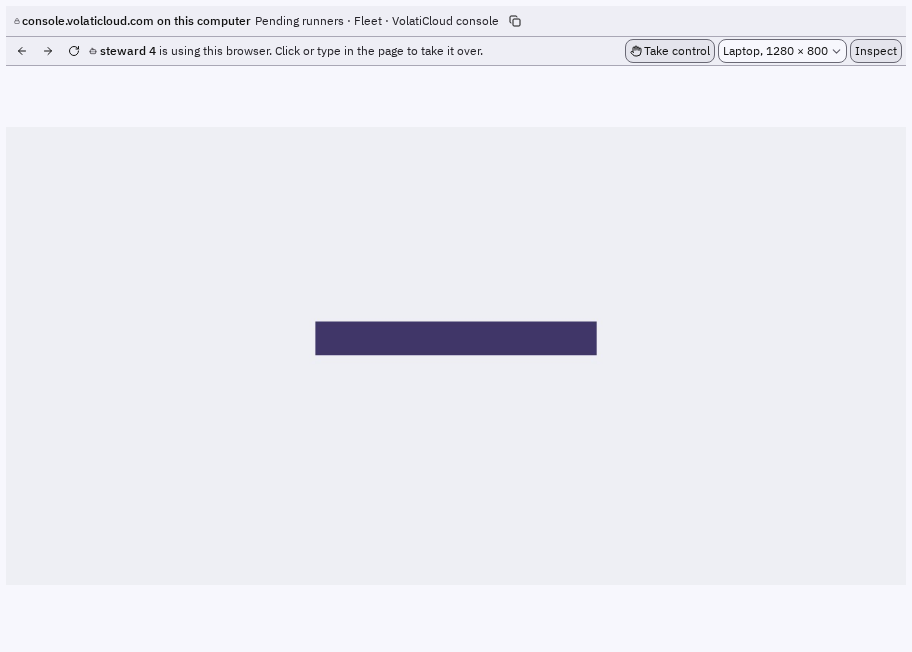 console.volaticloud.com on this computer Pending runners · Fleet · VolatiCloud console
steward 4 is using this browser. Click or type in the page to take it over.
Take control
Laptop, 1280 × 800
Inspect